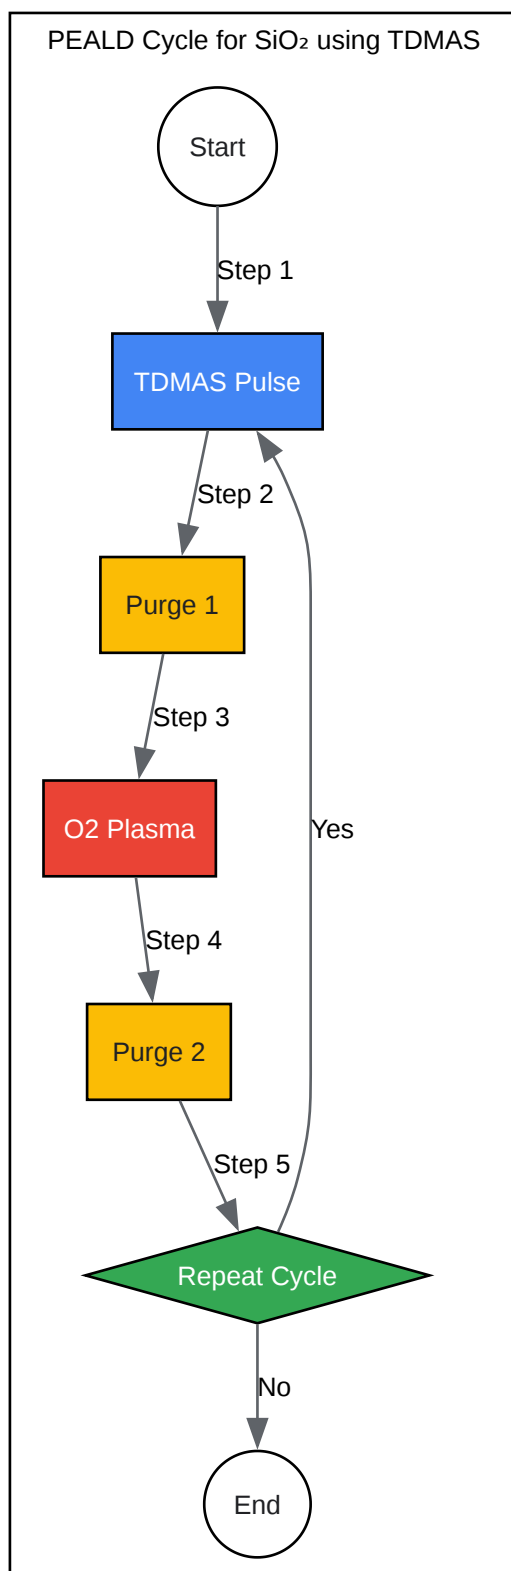 PEALD Cycle for SiO₂ using TDMAS
Start
Step 1
TDMAS Pulse
Step 2
Purge 1
Step 3
O2 Plasma
Yes
Step 4
Purge 2
Step 5
Repeat Cycle
No
End